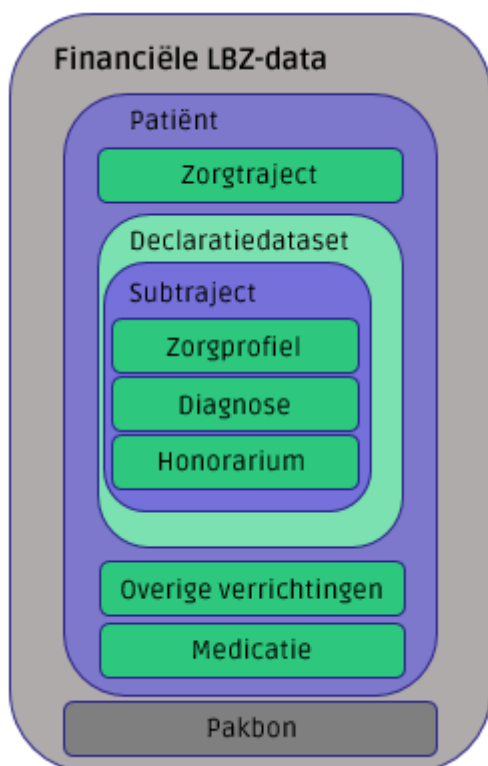 Financiële LBZ-data
Patiënt
Zorgtraject
Declaratiedataset
Subtraject
Zorgprofiel
Diagnose
Honorarium
Overige verrichtingen
Medicatie
Pakbon